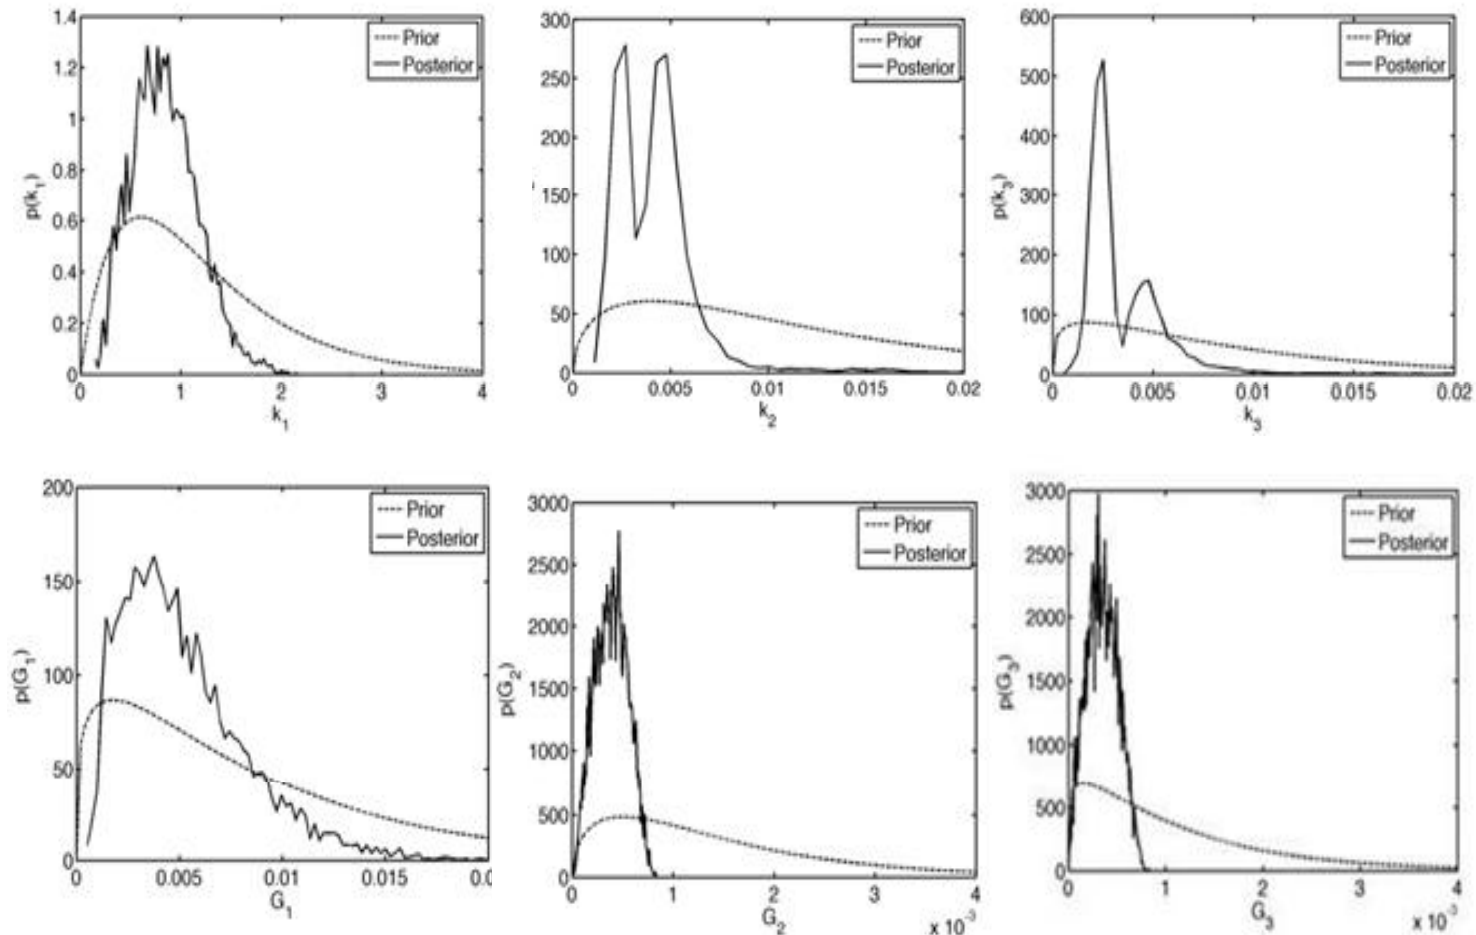 1.4
1.2
1
0.8
0.6
0.4
0.2
0
p(k1)
0 1 2 3 4
k1
Prior
Posterior
300
250
200
150
100
50
0
0 0.005 0.01 0.015 0.02
k2
Prior
Posterior
600
500
400
300
200
100
0
p(k3)
0 0.005 0.01 0.015 0.02
k3
Prior
Posterior
200
150
100
50
0
p(G1)
0 0.005 0.01 0.015 0.0
G1
Prior
Posterior
3000
2500
2000
1500
1000
500
0
p(G2)
0 1 2 3 4
G2
x 10-3
Prior
Posterior
3000
2500
2000
1500
1000
500
0
p(G3)
0 1 2 3 4
G3
x 10-3
Prior
Posterior